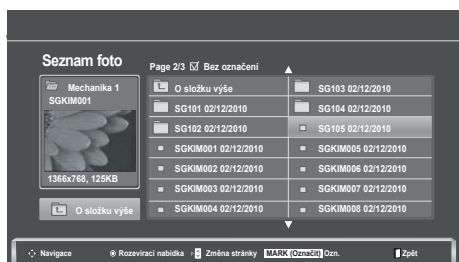 Seznam foto
Page 2/3 ☑ Bez označení
Mechanika 1
SGKIM001
1366x768, 125KB
O složku výše
O složku výše
SG101 02/12/2010
SG102 02/12/2010
SGKIM001 02/12/2010
SGKIM002 02/12/2010
SGKIM003 02/12/2010
SGKIM004 02/12/2010
SG103 02/12/2010
SG104 02/12/2010
SG105 02/12/2010
SGKIM005 02/12/2010
SGKIM006 02/12/2010
SGKIM007 02/12/2010
SGKIM008 02/12/2010
Navigace Rozevírací nabídka P Změna stránky MARK (Označit) Ozn. Zpět